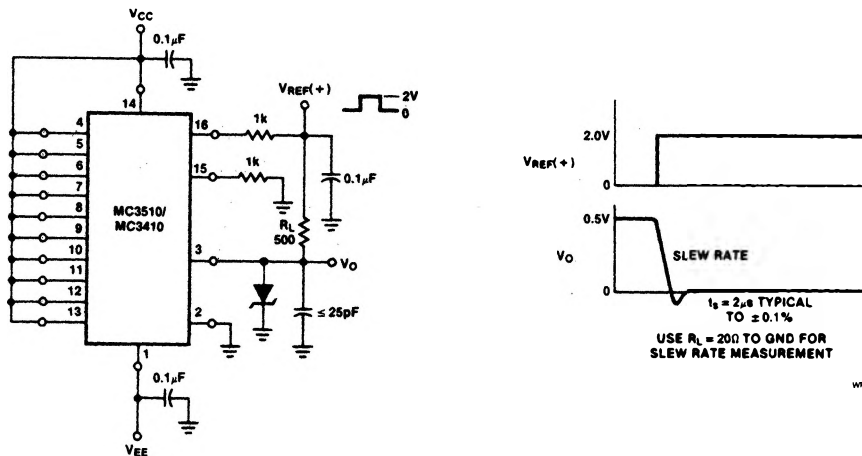 VCC
0.1μF
14
VREF(+)
2V
0
4
5
6
7
8
9
10
11
12
13
MC3510/
MC3410
16
1k
15
1k
0.1μF
RL
500
3
VO
≤ 25pF
2
1
0.1μF
VEE
2.0V
VREF(+)
0
0.5V
VO
SLEW RATE
0
ts = 2μs TYPICAL
TO ±0.1%
USE RL = 20Ω TO GND FOR
SLEW RATE MEASUREMENT